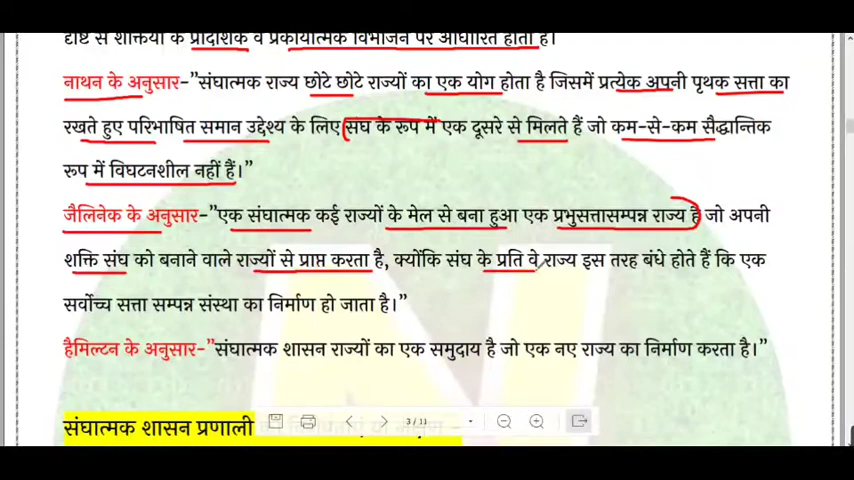 दृष्टि से शक्तियों के प्रादेशिक व प्रकार्यात्मक विभाजन पर आधारित होता है।
नाथन के अनुसार-"संघात्मक राज्य छोटे छोटे राज्यों का एक योग होता है जिसमें प्रत्येक अपनी पृथक सत्ता का
रखते हुए परिभाषित समान उद्देश्य के लिए संघ के रूप में एक दूसरे से मिलते हैं जो कम-से-कम सैद्धान्तिक
रूप में विघटनशील नहीं हैं।"
जैलिनेक के अनुसार-"एक संघात्मक कई राज्यों के मेल से बना हुआ एक प्रभुसत्तासम्पन्न राज्य है जो अपनी
शक्ति संघ को बनाने वाले राज्यों से प्राप्त करता है, क्योंकि संघ के प्रति वे राज्य इस तरह बंधे होते हैं कि एक
सर्वोच्च सत्ता सम्पन्न संस्था का निर्माण हो जाता है।"
हैमिल्टन के अनुसार-"संघात्मक शासन राज्यों का एक समुदाय है जो एक नए राज्य का निर्माण करता है।"
संघात्मक शासन प्रणाली
3/11